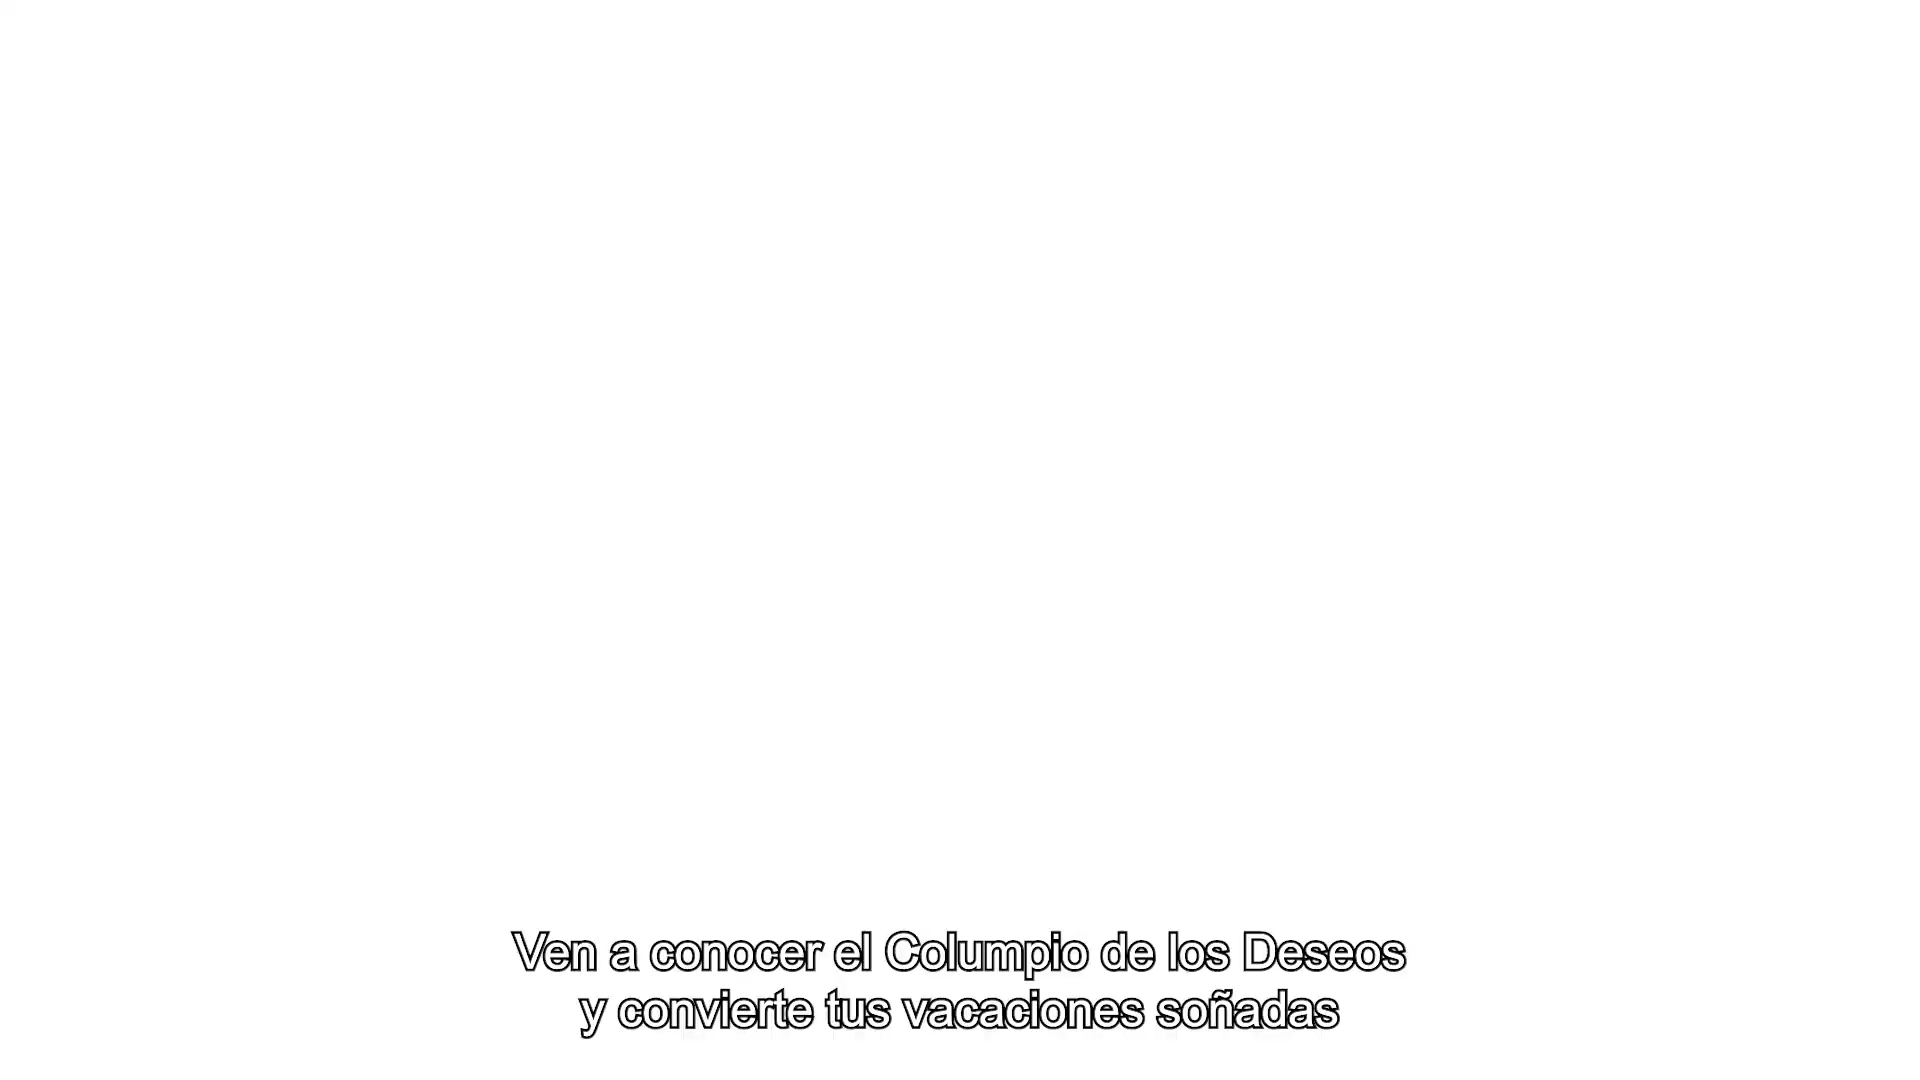 Ven a conocer el Columpio de los Deseos
y convierte tus vacaciones soñadas